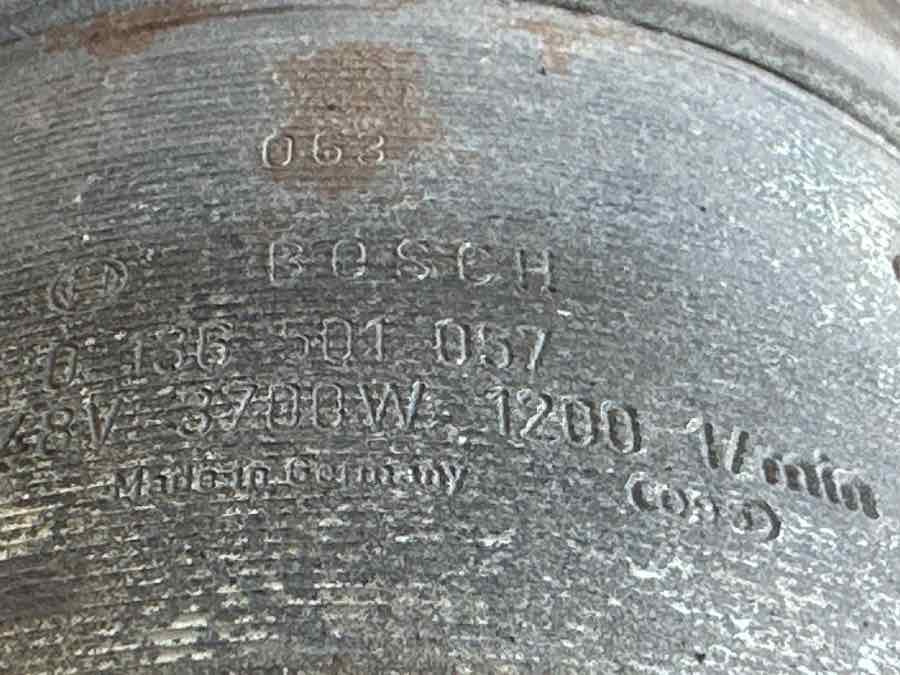 063
BOSCH
0 136 501 057
48V 3700W 1200 1/min
Made in Germany